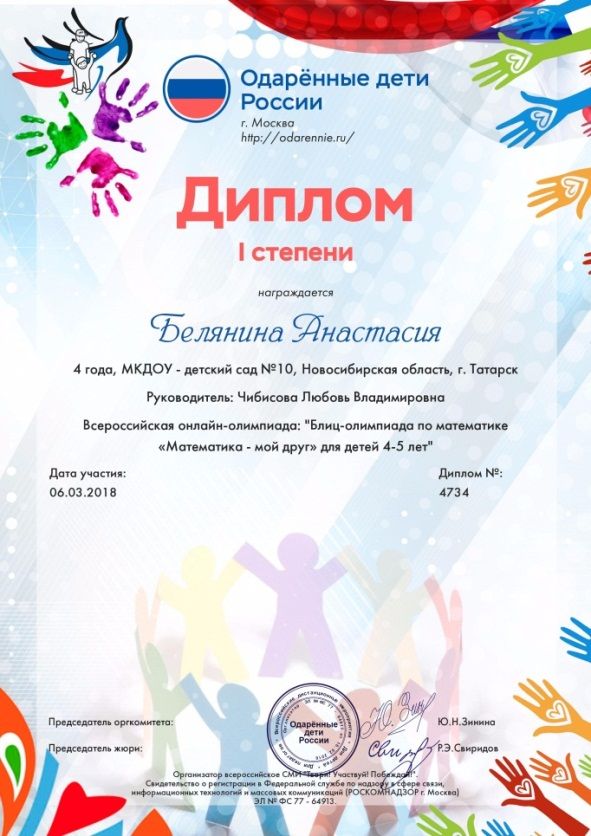 Одарённые дети
России
г. Москва
http://odarennie.ru/
Диплом
I степени
награждается
Белянина Анастасия
4 года, МКДОУ - детский сад №10, Новосибирская область, г. Татарск
Руководитель: Чибисова Любовь Владимировна
Всероссийская онлайн-олимпиада: "Блиц-олимпиада по математике
«Математика - мой друг» для детей 4-5 лет"
Дата участия:
06.03.2018
Диплом №:
4734
Председатель оргкомитета:
Ю.Н.Зинина
Одарённые
дети
России
Председатель жюри:
Р.Э.Свиридов
Организатор всероссийское СМИ "Твори! Участвуй! Побеждай!".
Свидетельство о регистрации в Федеральной службе по надзору в сфере связи,
информационных технологий и массовых коммуникаций (РОСКОМНАДЗОР г. Москва)
ЭЛ № ФС 77 - 64913.